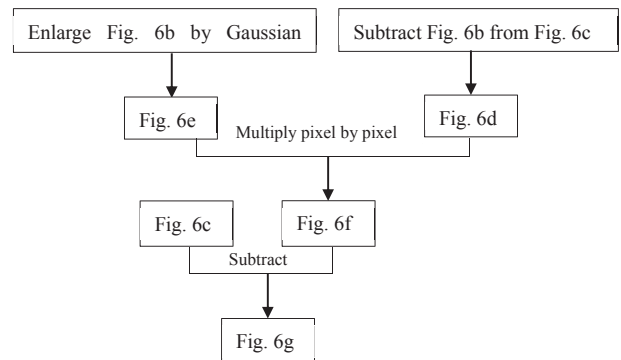 Enlarge Fig. 6b by Gaussian
Subtract Fig. 6b from Fig. 6c
Fig. 6e
Multiply pixel by pixel
Fig. 6d
Fig. 6c
Fig. 6f
Subtract
Fig. 6g